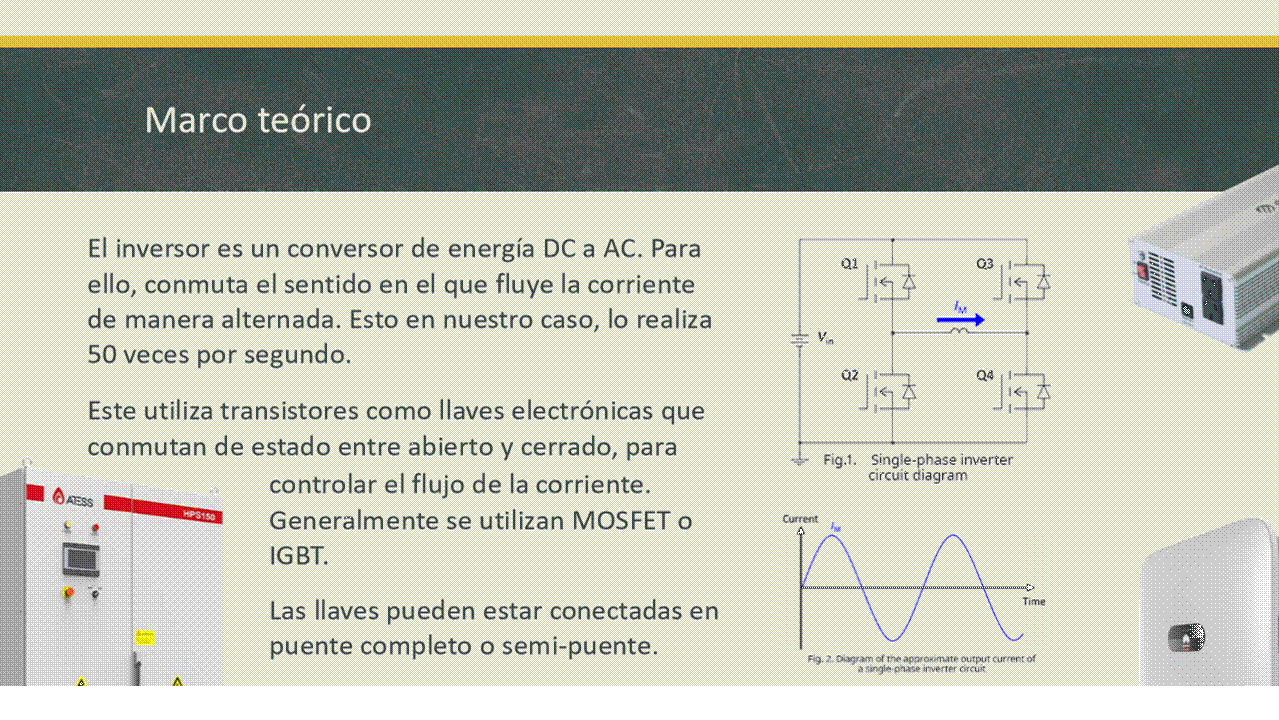 Marco teórico
El inversor es un conversor de energía DC a AC. Para
ello, conmuta el sentido en el que fluye la corriente
de manera alternada. Esto en nuestro caso, lo realiza
50 veces por segundo.
Este utiliza transistores como llaves electrónicas que
conmutan de estado entre abierto y cerrado, para
controlar el flujo de la corriente.
Generalmente se utilizan MOSFET o
IGBT.
Las llaves pueden estar conectadas en
puente completo o semi-puente.
Q1
Q3
IM
Vin
Q2
Q4
Fig.1. Single-phase inverter
circuit diagram
Current
IM
Time
Fig. 2. Diagram of the approximate output current of
a single-phase inverter circuit
ATESS
HPS150